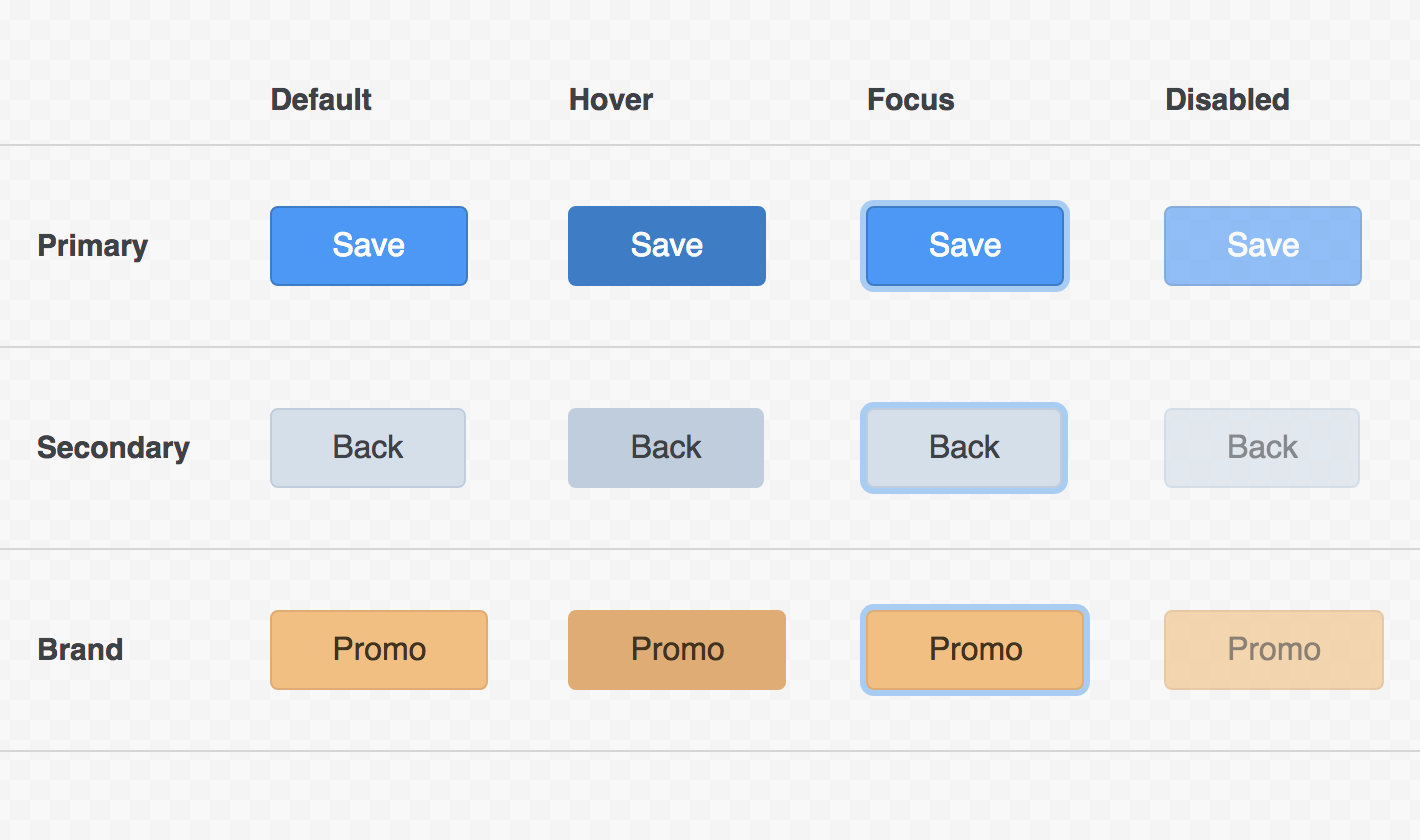 Default Hover Focus Disabled
Primary Save Save Save Save
Secondary Back Back Back Back
Brand Promo Promo Promo Promo